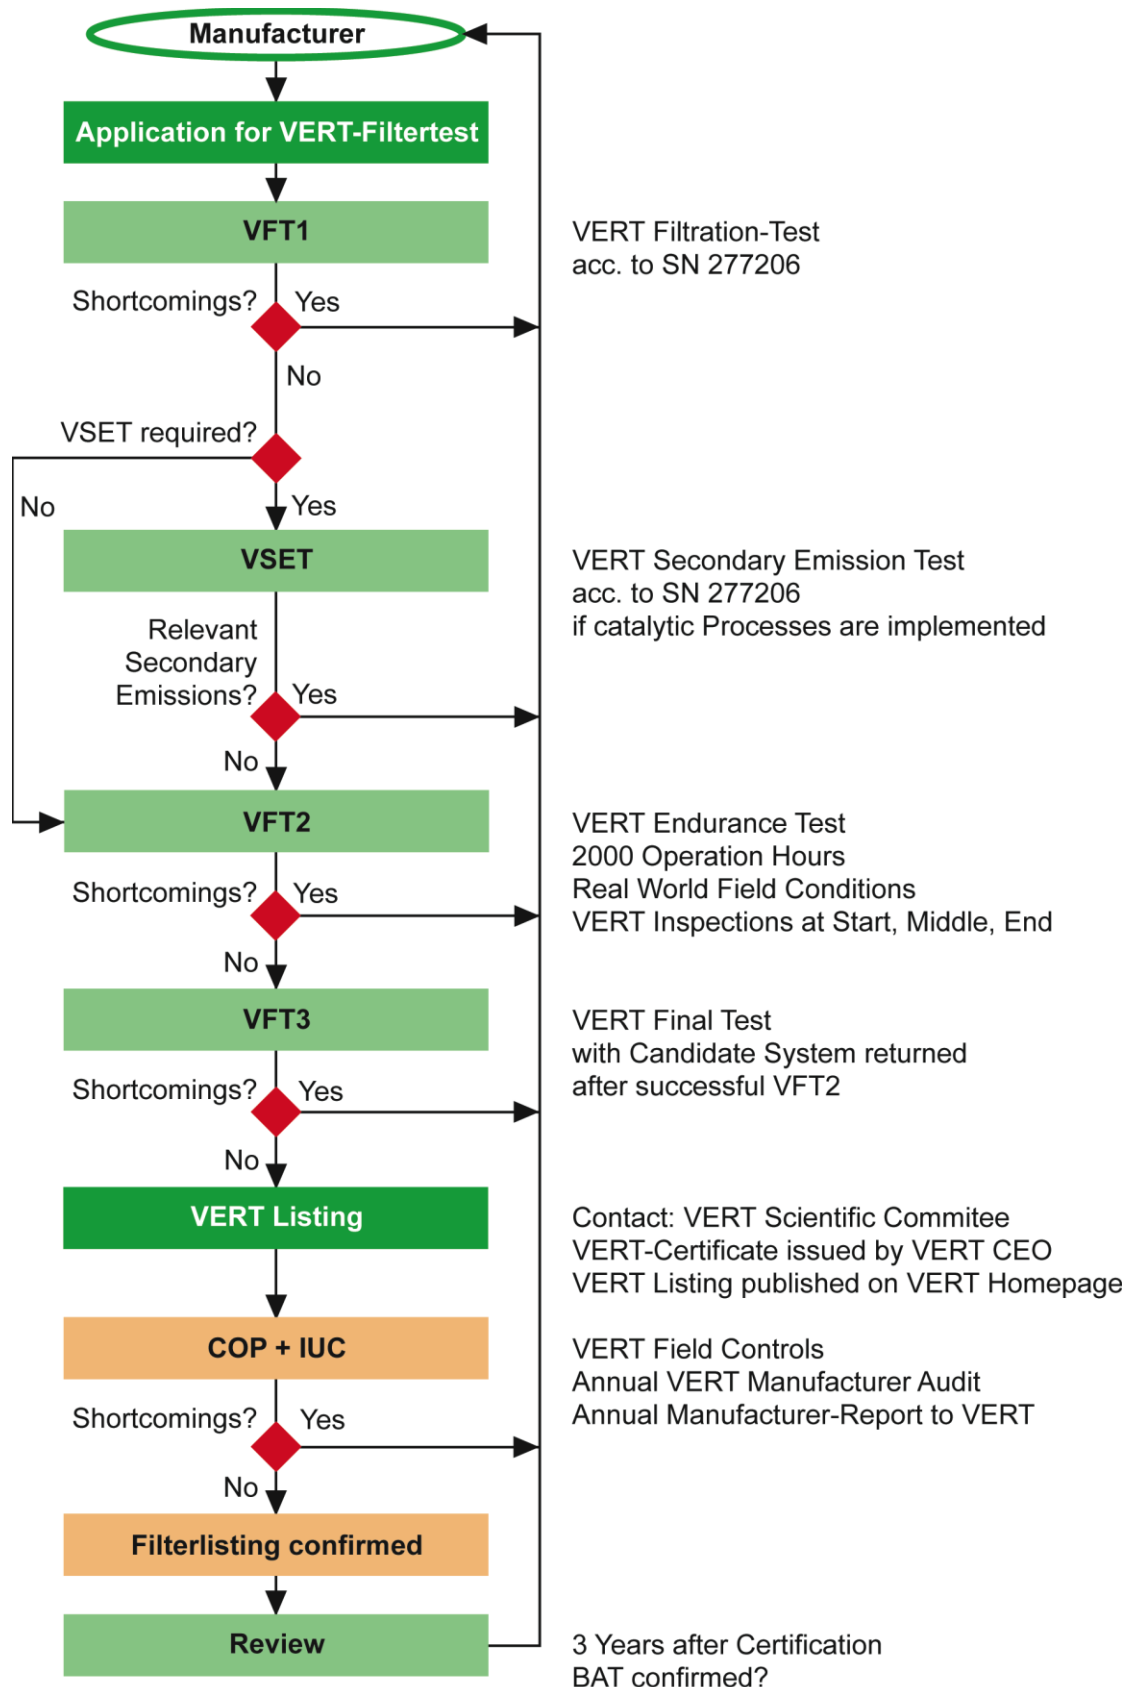 Manufacturer
Application for VERT-Filtertest
VFT1
VERT Filtration-Test
acc. to SN 277206
Shortcomings?
Yes
No
VSET required?
No
Yes
VSET
VERT Secondary Emission Test
acc. to SN 277206
if catalytic Processes are implemented
Relevant
Secondary
Emissions?
Yes
No
VFT2
VERT Endurance Test
2000 Operation Hours
Real World Field Conditions
VERT Inspections at Start, Middle, End
Shortcomings?
Yes
No
VFT3
VERT Final Test
with Candidate System returned
after successful VFT2
Shortcomings?
Yes
No
VERT Listing
Contact: VERT Scientific Commitee
VERT-Certificate issued by VERT CEO
VERT Listing published on VERT Homepage
COP + IUC
VERT Field Controls
Annual VERT Manufacturer Audit
Annual Manufacturer-Report to VERT
Shortcomings?
Yes
No
Filterlisting confirmed
Review
3 Years after Certification
BAT confirmed?